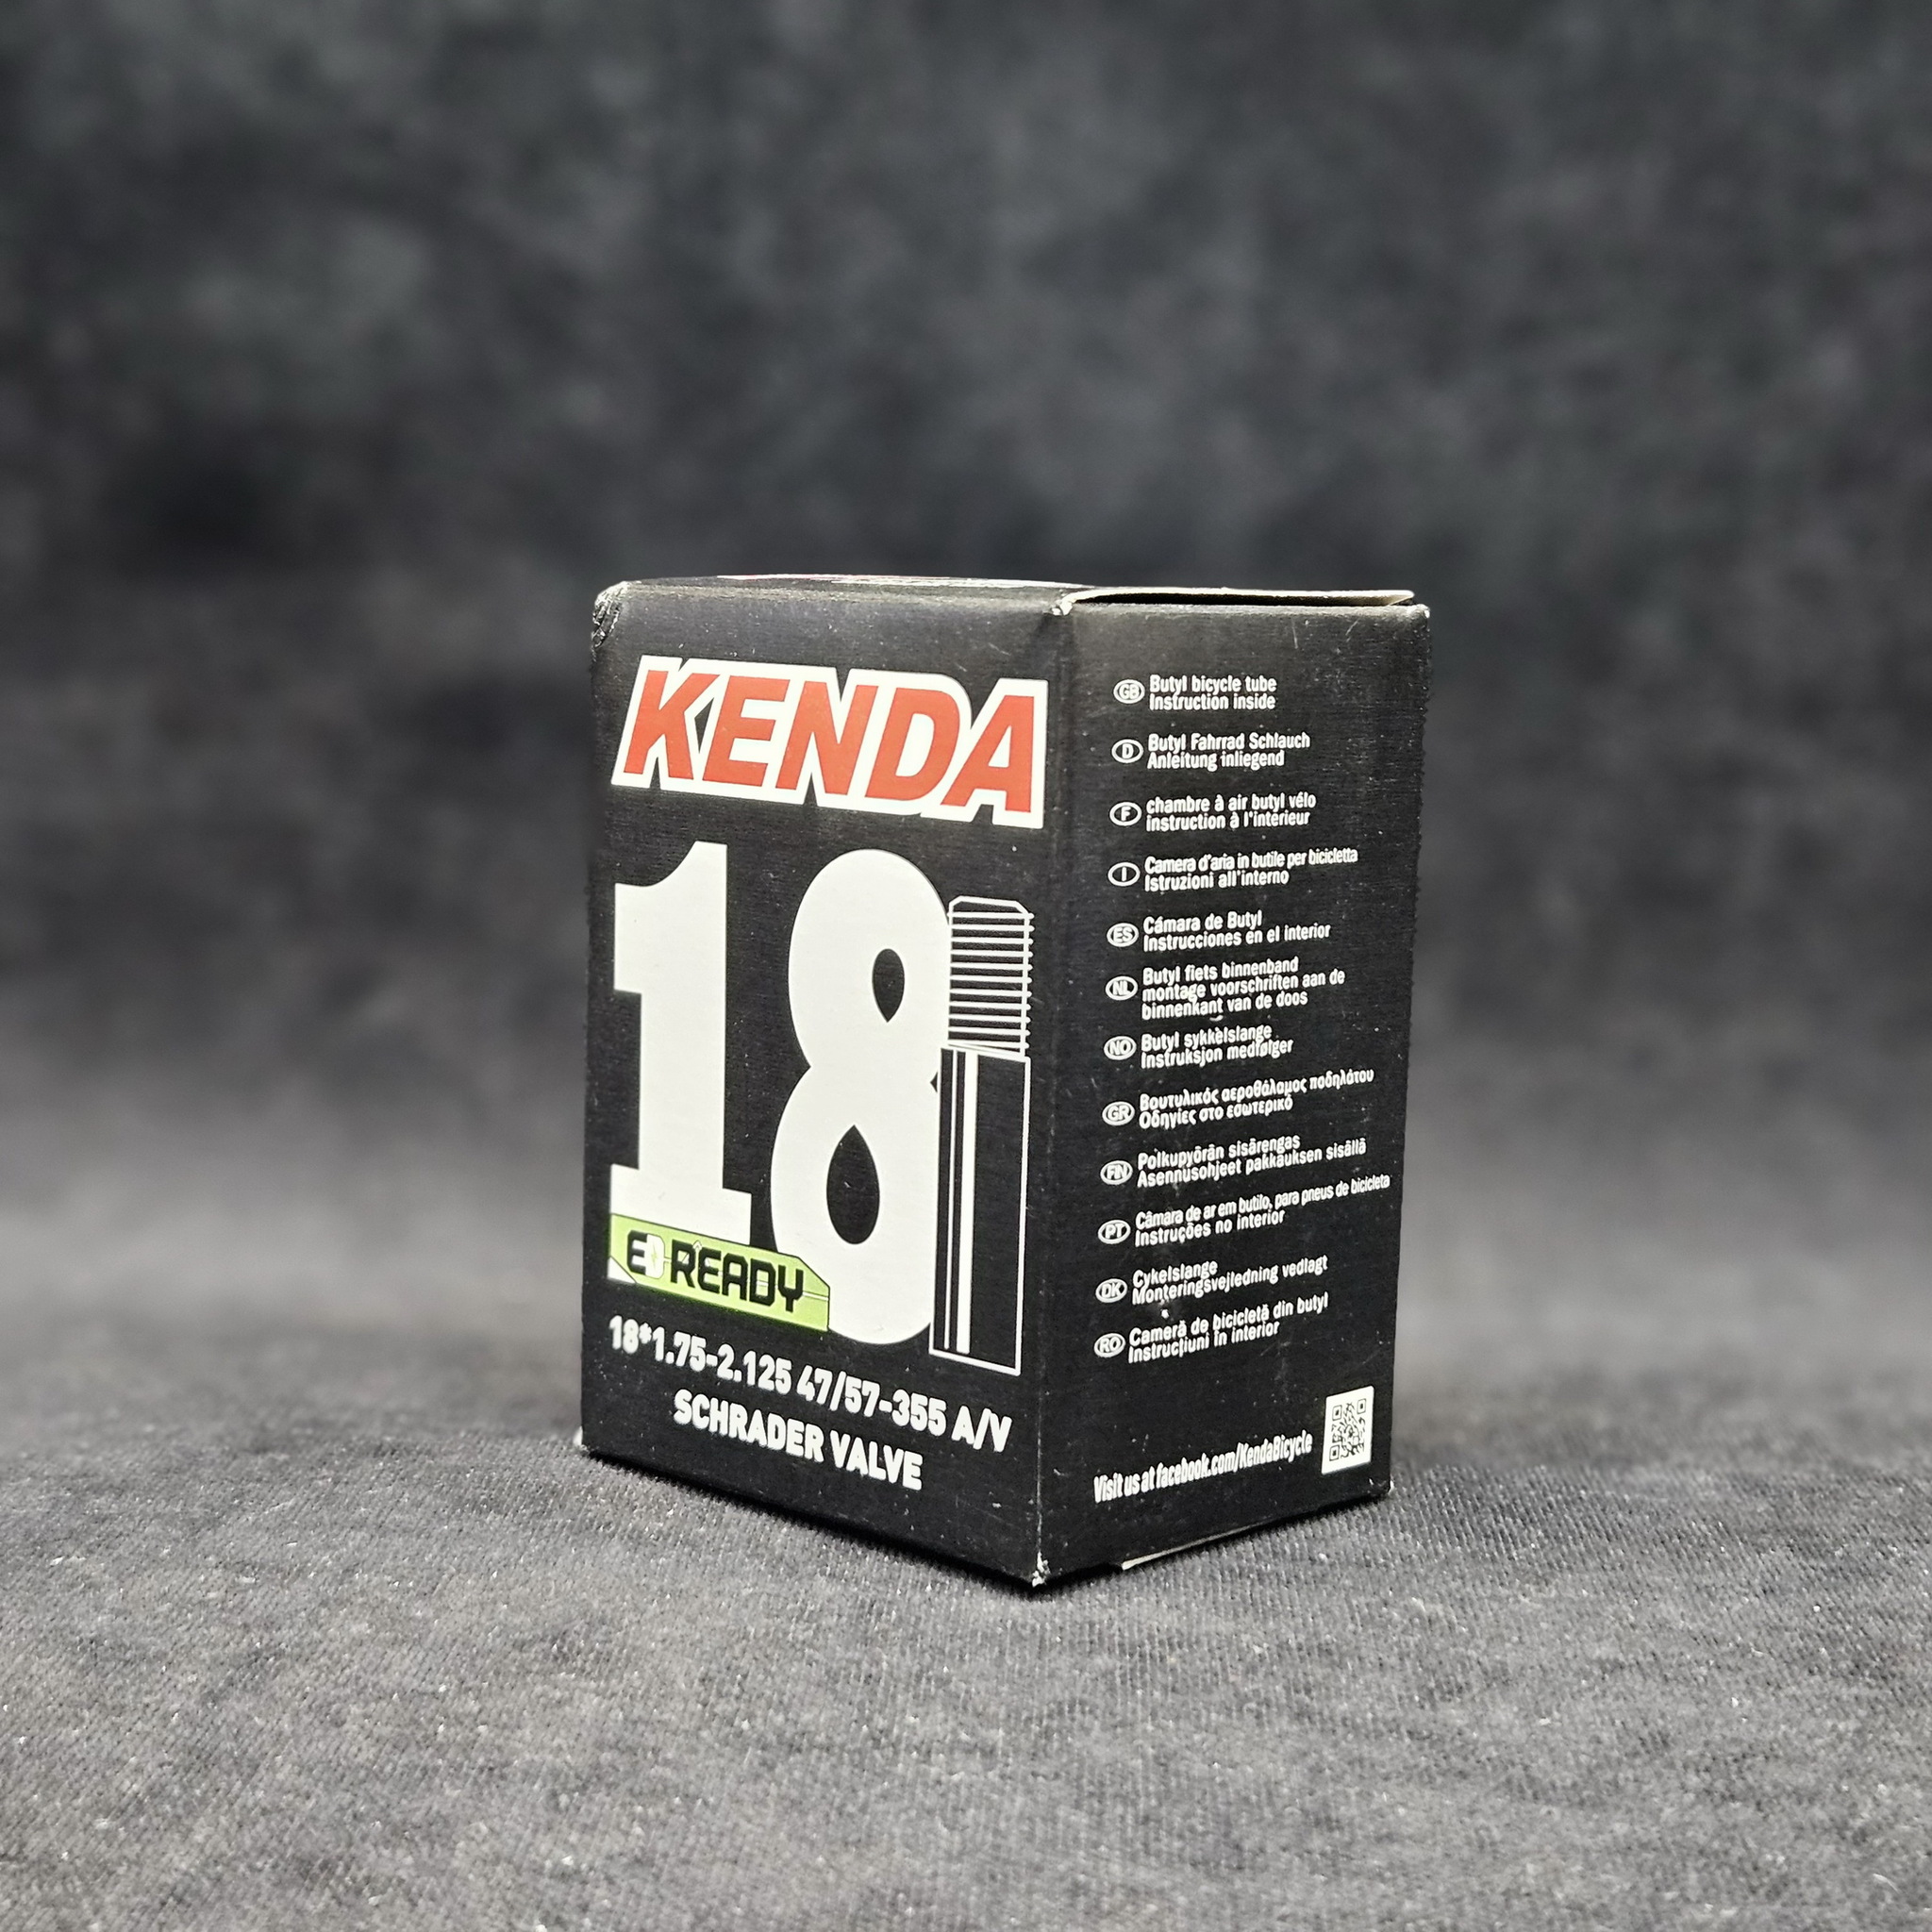 KENDA
18
E READY
18*1.75-2.125 47/57-355 A/V
SCHRADER VALVE
GB Butyl bicycle tube
Instruction inside
D Butyl Fahrrad Schlauch
Anleitung inliegend
F chambre à air butyl vélo
instruction à l'intérieur
I Camera d'aria in butile per bicicletta
Istruzioni all'interno
ES Cámara de Butyl
Instrucciones en el interior
NL Butyl fiets binnenband
montage voorschriften aan de
binnenkant van de doos
NO Butyl sykkelslange
Instruksjon medfølger
GR Βουτυλικός αεροθάλαμος ποδηλάτου
Οδηγίες στο εσωτερικό
FIN Polkupyörän sisärengas
Asennusohjeet pakkauksen sisällä
PT Câmara de ar em butilo, para pneus de bicicleta
Instruções no interior
DK Cykelslange
Monteringsvejledning vedlagt
RO Cameră de bicicletă din butyl
Instrucțiuni în interior
Visit us at facebook.com/KendaBicycle